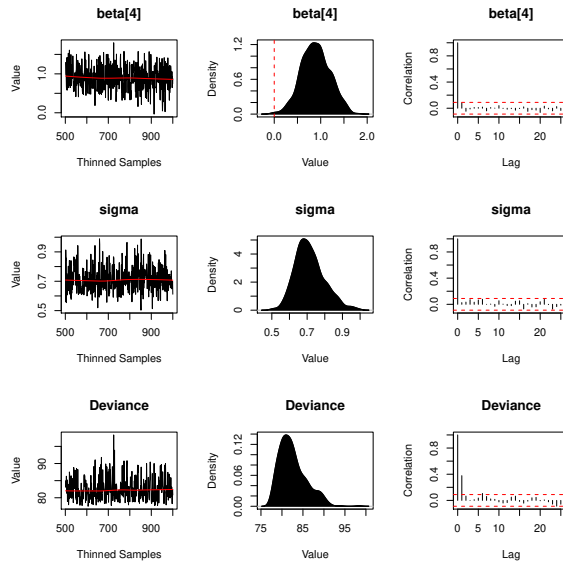 beta[4]
Value
0.0 1.0
500 700 900
Thinned Samples
beta[4]
Density
0.0 0.6 1.2
0.0 1.0 2.0
Value
beta[4]
Correlation
0.0 0.4 0.8
0 5 10 20
Lag
sigma
Value
0.5 0.7 0.9
500 700 900
Thinned Samples
sigma
Density
0 2 4
0.5 0.7 0.9
Value
sigma
Correlation
0.0 0.4 0.8
0 5 10 20
Lag
Deviance
Value
80 90
500 700 900
Thinned Samples
Deviance
Density
0.00 0.06 0.12
75 85 95
Value
Deviance
Correlation
0.0 0.4 0.8
0 5 10 20
Lag